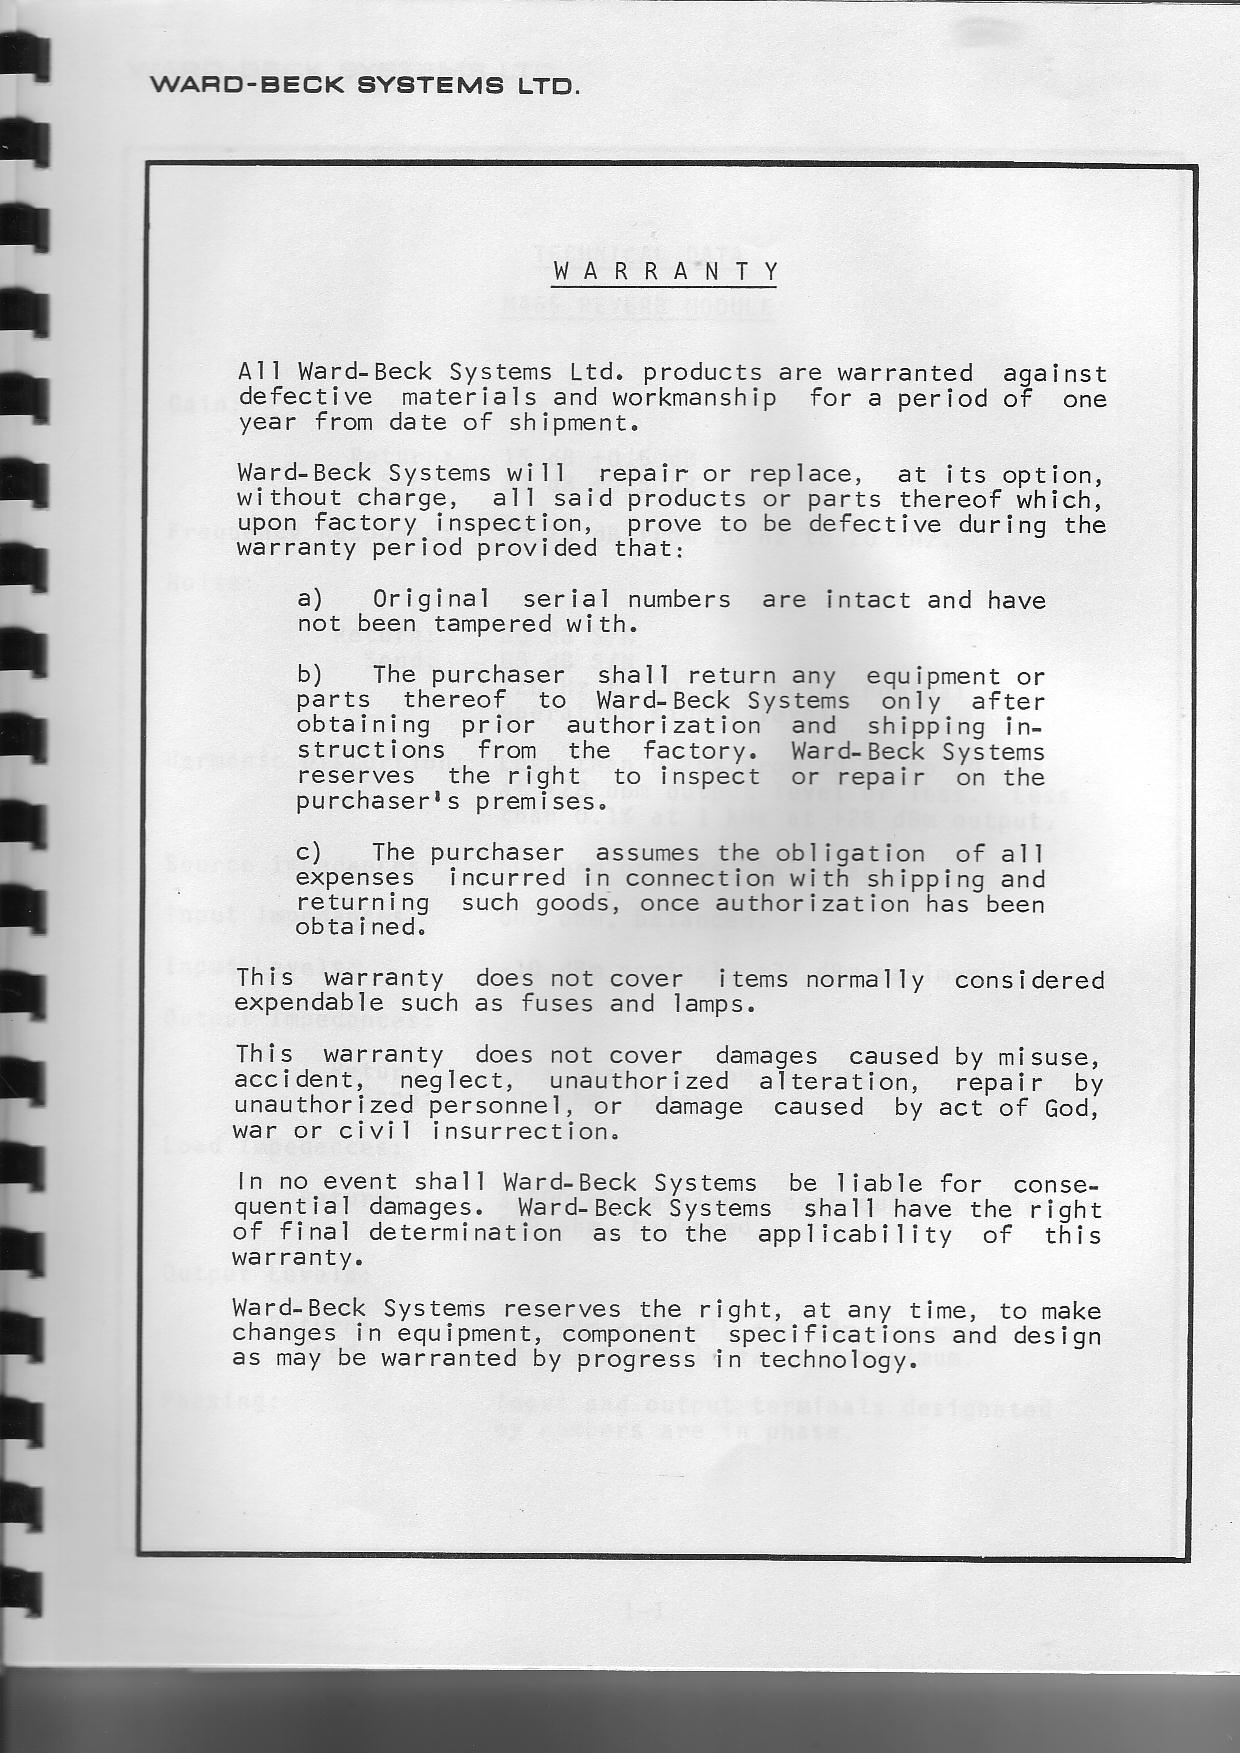 WARD-BECK SYSTEMS LTD.
WARRANTY
All Ward-Beck Systems Ltd. products are warranted against
defective materials and workmanship for a period of one
year from date of shipment.
Ward-Beck Systems will repair or replace, at its option,
without charge, all said products or parts thereof which,
upon factory inspection, prove to be defective during the
warranty period provided that:
a) Original serial numbers are intact and have
not been tampered with.
b) The purchaser shall return any equipment or
parts thereof to Ward-Beck Systems only after
obtaining prior authorization and shipping in-
structions from the factory. Ward-Beck Systems
reserves the right to inspect or repair on the
purchaser's premises.
c) The purchaser assumes the obligation of all
expenses incurred in connection with shipping and
returning such goods, once authorization has been
obtained.
This warranty does not cover items normally considered
expendable such as fuses and lamps.
This warranty does not cover damages caused by misuse,
accident, neglect, unauthorized alteration, repair by
unauthorized personnel, or damage caused by act of God,
war or civil insurrection.
In no event shall Ward-Beck Systems be liable for conse-
quential damages. Ward-Beck Systems shall have the right
of final determination as to the applicability of this
warranty.
Ward-Beck Systems reserves the right, at any time, to make
changes in equipment, component specifications and design
as may be warranted by progress in technology.